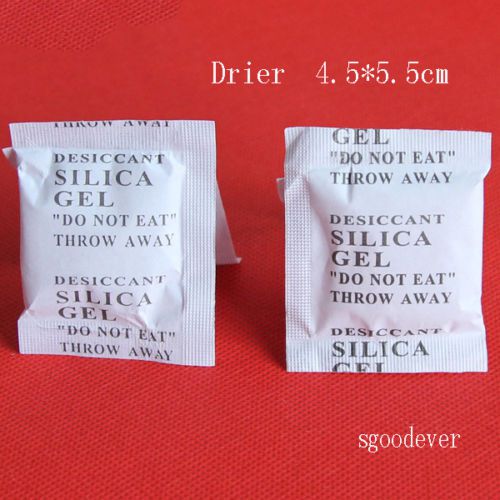 Drier 4.5*5.5cm
THROW AWAY
DESICCANT
SILICA
GEL
"DO NOT EAT"
THROW AWAY
DESICCANT
SILICA
GEL
"DO NOT EAT"
THROW AWAY
GEL
"DO NOT EAT"
THROW AWAY
DESICCANT
SILICA
GEL
"DO NOT EAT"
THROW AWAY
DESICCANT
SILICA
GEL
sgoodever